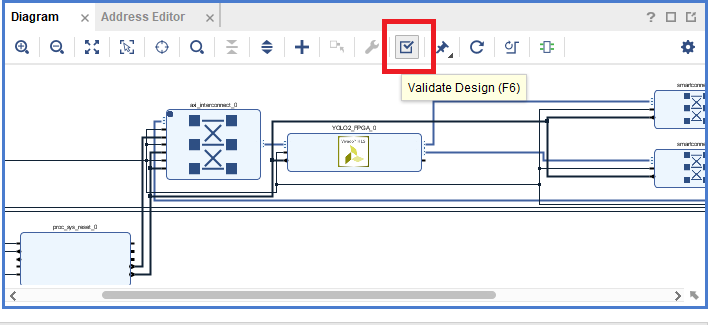 Diagram
Address Editor
Validate Design (F6)
axi_interconnect_0
YOLO2_FPGA_0
proc_sys_reset_0